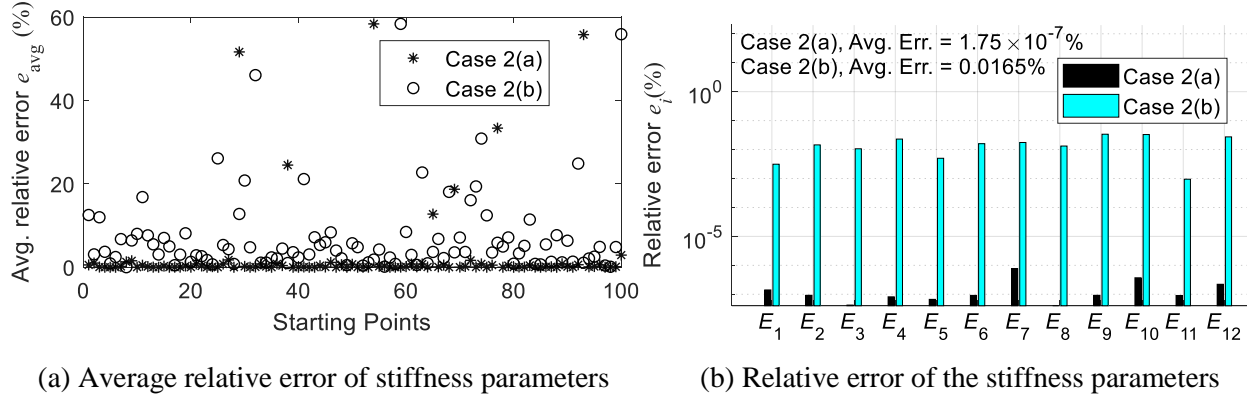 Avg. relative error e_avg (%)
60
40
20
0
0 20 40 60 80 100
Starting Points
Case 2(a)
Case 2(b)
(a) Average relative error of stiffness parameters
Relative error e_i(%)
10^0
10^-5
Case 2(a), Avg. Err. = 1.75 ×10^-7%
Case 2(b), Avg. Err. = 0.0165%
Case 2(a)
Case 2(b)
E_1 E_2 E_3 E_4 E_5 E_6 E_7 E_8 E_9 E_10 E_11 E_12
(b) Relative error of the stiffness parameters